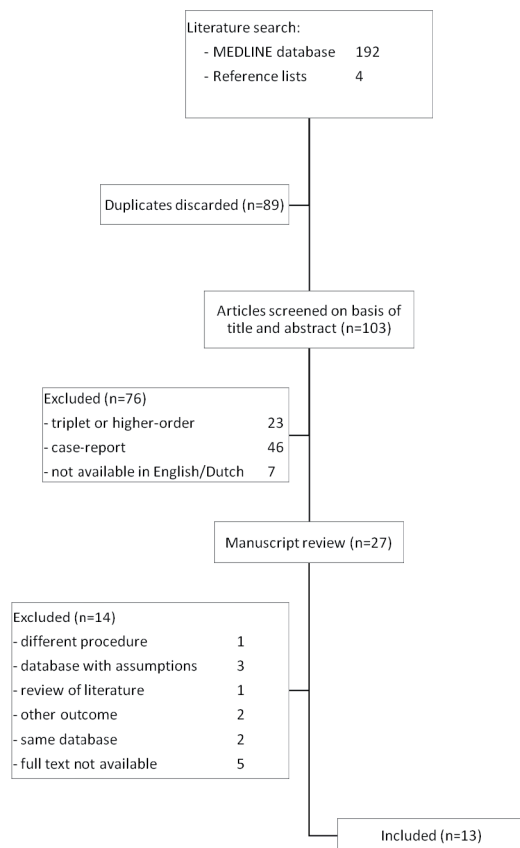 Literature search:
- MEDLINE database 192
- Reference lists 4
Duplicates discarded (n=89)
Articles screened on basis of
title and abstract (n=103)
Excluded (n=76)
- triplet or higher-order 23
- case-report 46
- not available in English/Dutch 7
Manuscript review (n=27)
Excluded (n=14)
- different procedure 1
- database with assumptions 3
- review of literature 1
- other outcome 2
- same database 2
- full text not available 5
Included (n=13)